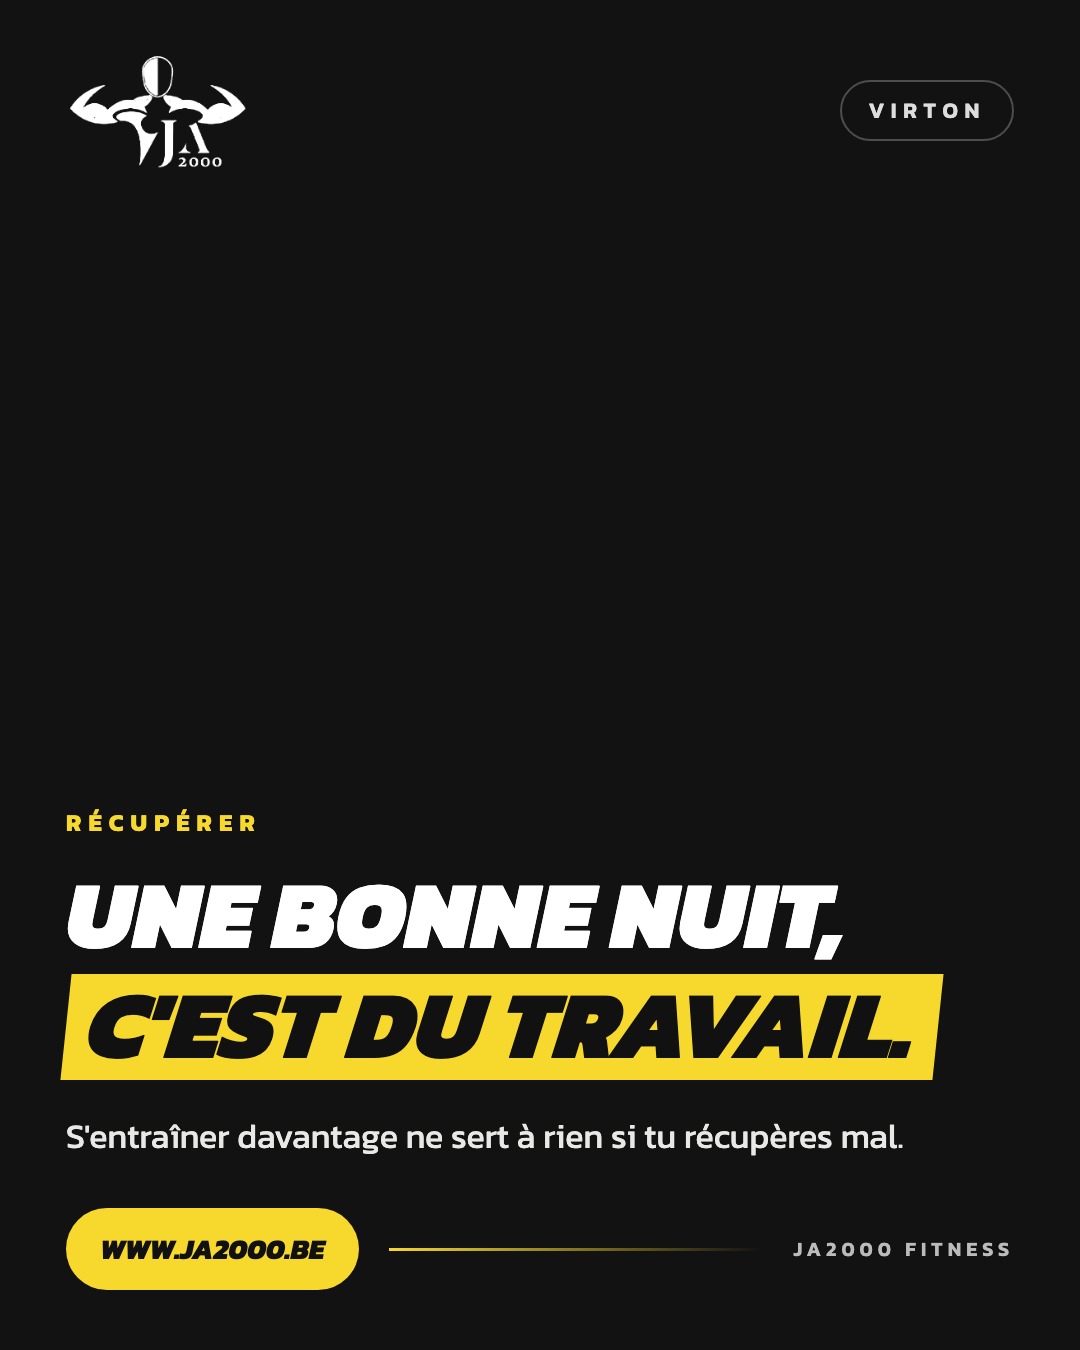 JA
2000
VIRTON
RÉCUPÉRER
UNE BONNE NUIT,
C'EST DU TRAVAIL.
S'entraîner davantage ne sert à rien si tu récupères mal.
WWW.JA2000.BE
JA2000 FITNESS